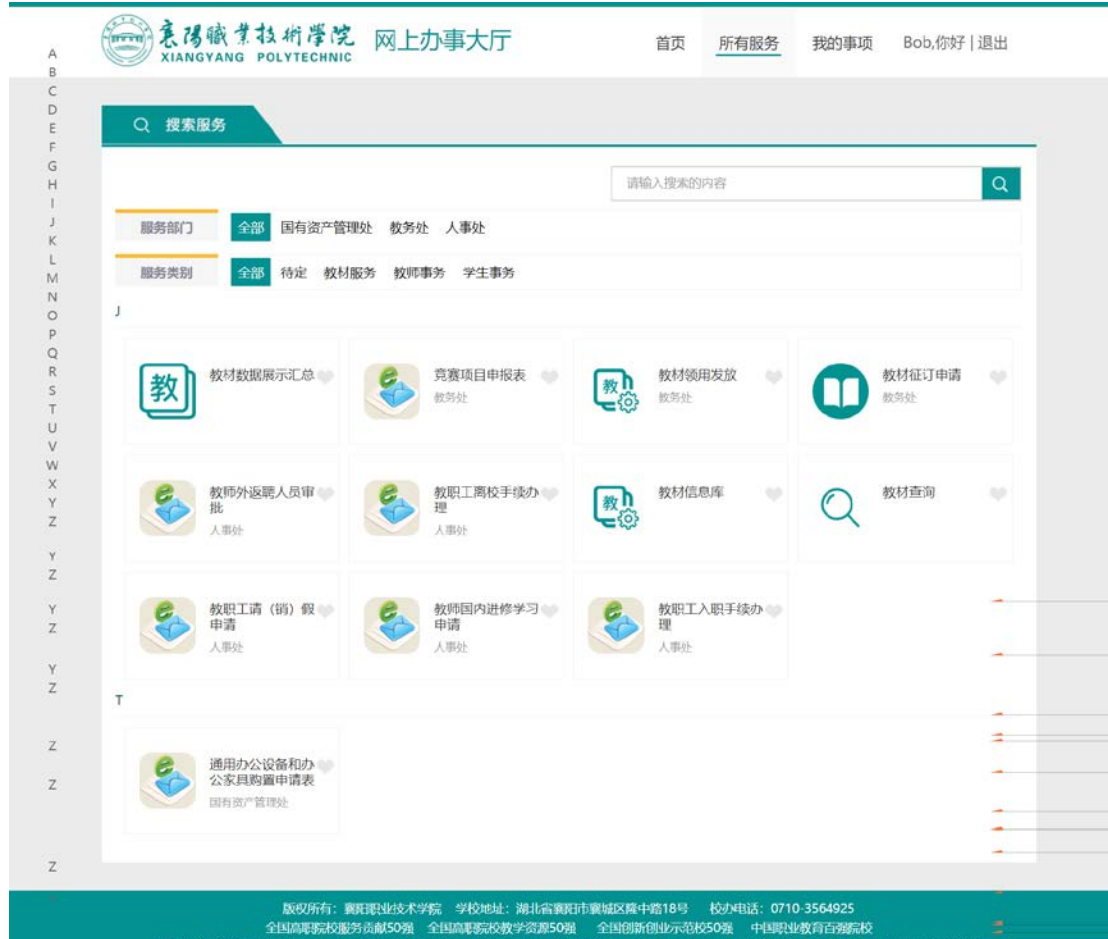 襄陽職業技術學院
XIANGYANG POLYTECHNIC
网上办事大厅
首页 所有服务 我的事项 Bob,你好 | 退出
A
B
C
D
E
F
G
H
I
J
K
L
M
N
O
P
Q
R
S
T
U
V
W
X
Y
Z
Y
Z
Y
Z
Y
Z
Z
Z
Z
搜索服务
请输入搜索的内容
服务部门 全部 国有资产管理处 教务处 人事处
服务类别 全部 待定 教材服务 教师事务 学生事务
J
教
教材数据展示汇总
竞赛项目申报表
教务处
教
教材领用发放
教务处
教材征订申请
教务处
教师外返聘人员审
批
人事处
教职工离校手续办
理
人事处
教
教材信息库
教材查询
教职工请（销）假
申请
人事处
教师国内进修学习
申请
人事处
教职工入职手续办
理
人事处
T
通用办公设备和办
公家具购置申请表
国有资产管理处
版权所有：襄阳职业技术学院 学校地址：湖北省襄阳市襄城区隆中路18号 校办电话：0710-3564925
全国高职院校服务贡献50强 全国高职院校教学资源50强 全国创新创业示范校50强 中国职业教育百强院校